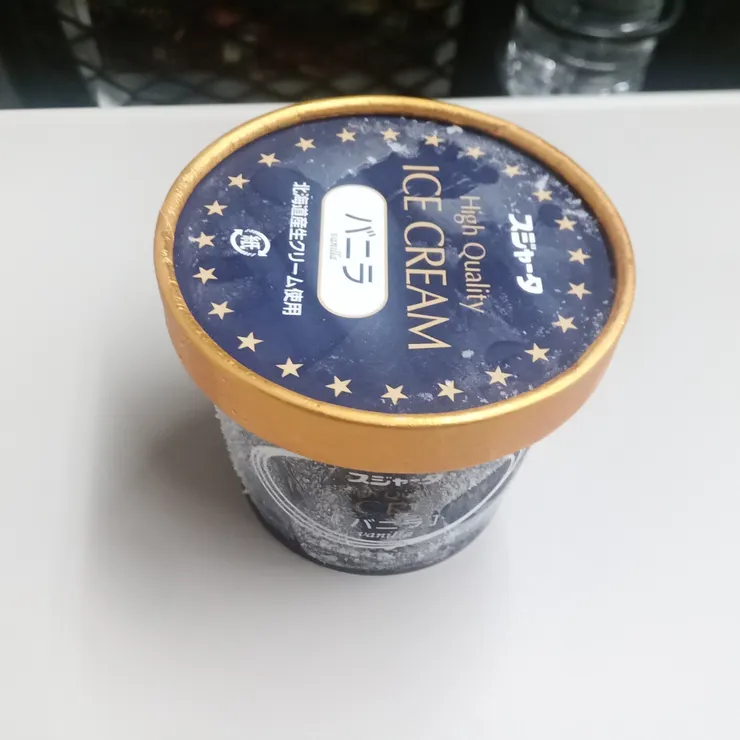 スジャータ
High Quality
ICE CREAM
バニラ
vanilla
北海道産生クリーム使用
紙
スジャータ
バニラ
vanilla